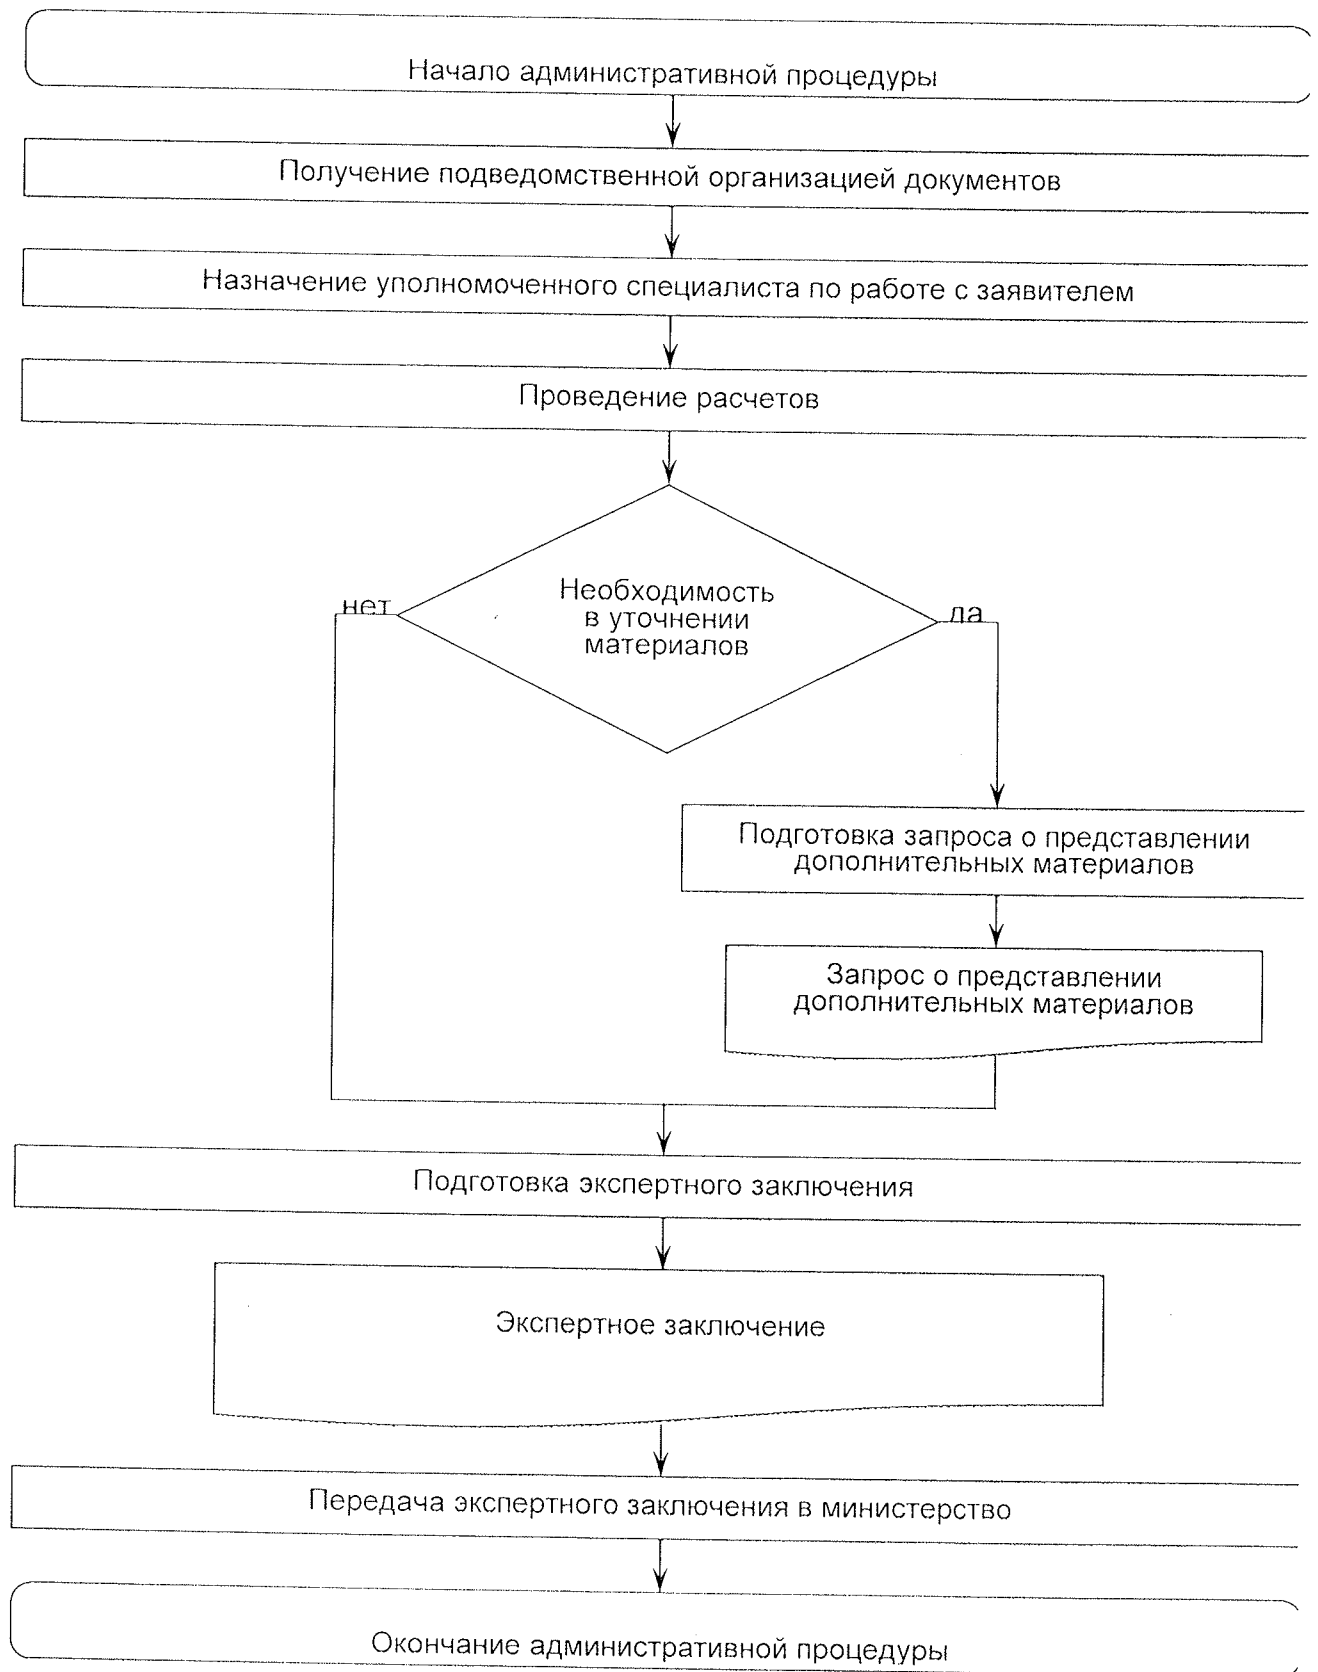 Начало административной процедуры
Получение подведомственной организацией документов
Назначение уполномоченного специалиста по работе с заявителем
Проведение расчетов
Необходимость
в уточнении
материалов
нет
да
Подготовка запроса о представлении
дополнительных материалов
Запрос о представлении
дополнительных материалов
Подготовка экспертного заключения
Экспертное заключение
Передача экспертного заключения в министерство
Окончание административной процедуры